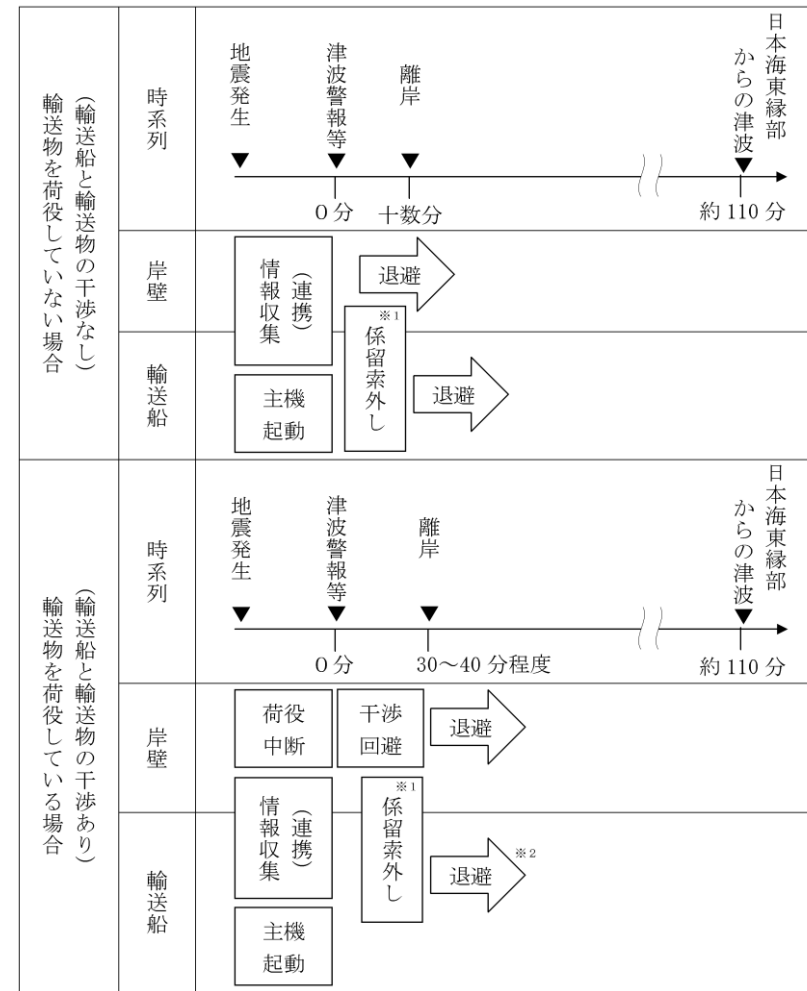 輸送物を荷役していない場合
(輸送船と輸送物の干渉なし)
時系列
地震発生
津波警報等
離岸
日本海東縁部
からの津波
0分
十数分
約110分
岸壁
情報収集
(連携)
退避
※1
係留索外し
輸送船
主機
起動
退避
輸送物を荷役している場合
(輸送船と輸送物の干渉あり)
時系列
地震発生
津波警報等
離岸
日本海東縁部
からの津波
0分
30~40分程度
約110分
岸壁
荷役
中断
干渉
回避
退避
情報収集
(連携)
※1
係留索外し
輸送船
退避
※2
主機
起動